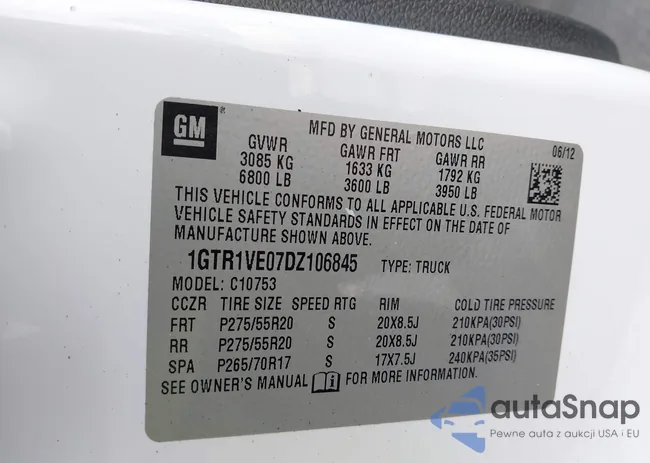 GM
MFD BY GENERAL MOTORS LLC
06/12
GVWR GAWR FRT GAWR RR
3085 KG 1633 KG 1792 KG
6800 LB 3600 LB 3950 LB
THIS VEHICLE CONFORMS TO ALL APPLICABLE U.S. FEDERAL MOTOR
VEHICLE SAFETY STANDARDS IN EFFECT ON THE DATE OF
MANUFACTURE SHOWN ABOVE.
1GTR1VE07DZ106845 TYPE: TRUCK
MODEL: C10753
CCZR TIRE SIZE SPEED RTG RIM COLD TIRE PRESSURE
FRT P275/55R20 S 20X8.5J 210KPA(30PSI)
RR P275/55R20 S 20X8.5J 210KPA(30PSI)
SPA P265/70R17 S 17X7.5J 240KPA(35PSI)
SEE OWNER'S MANUAL FOR MORE INFORMATION.
autaSnap
Pewne auta z aukcji USA i EU